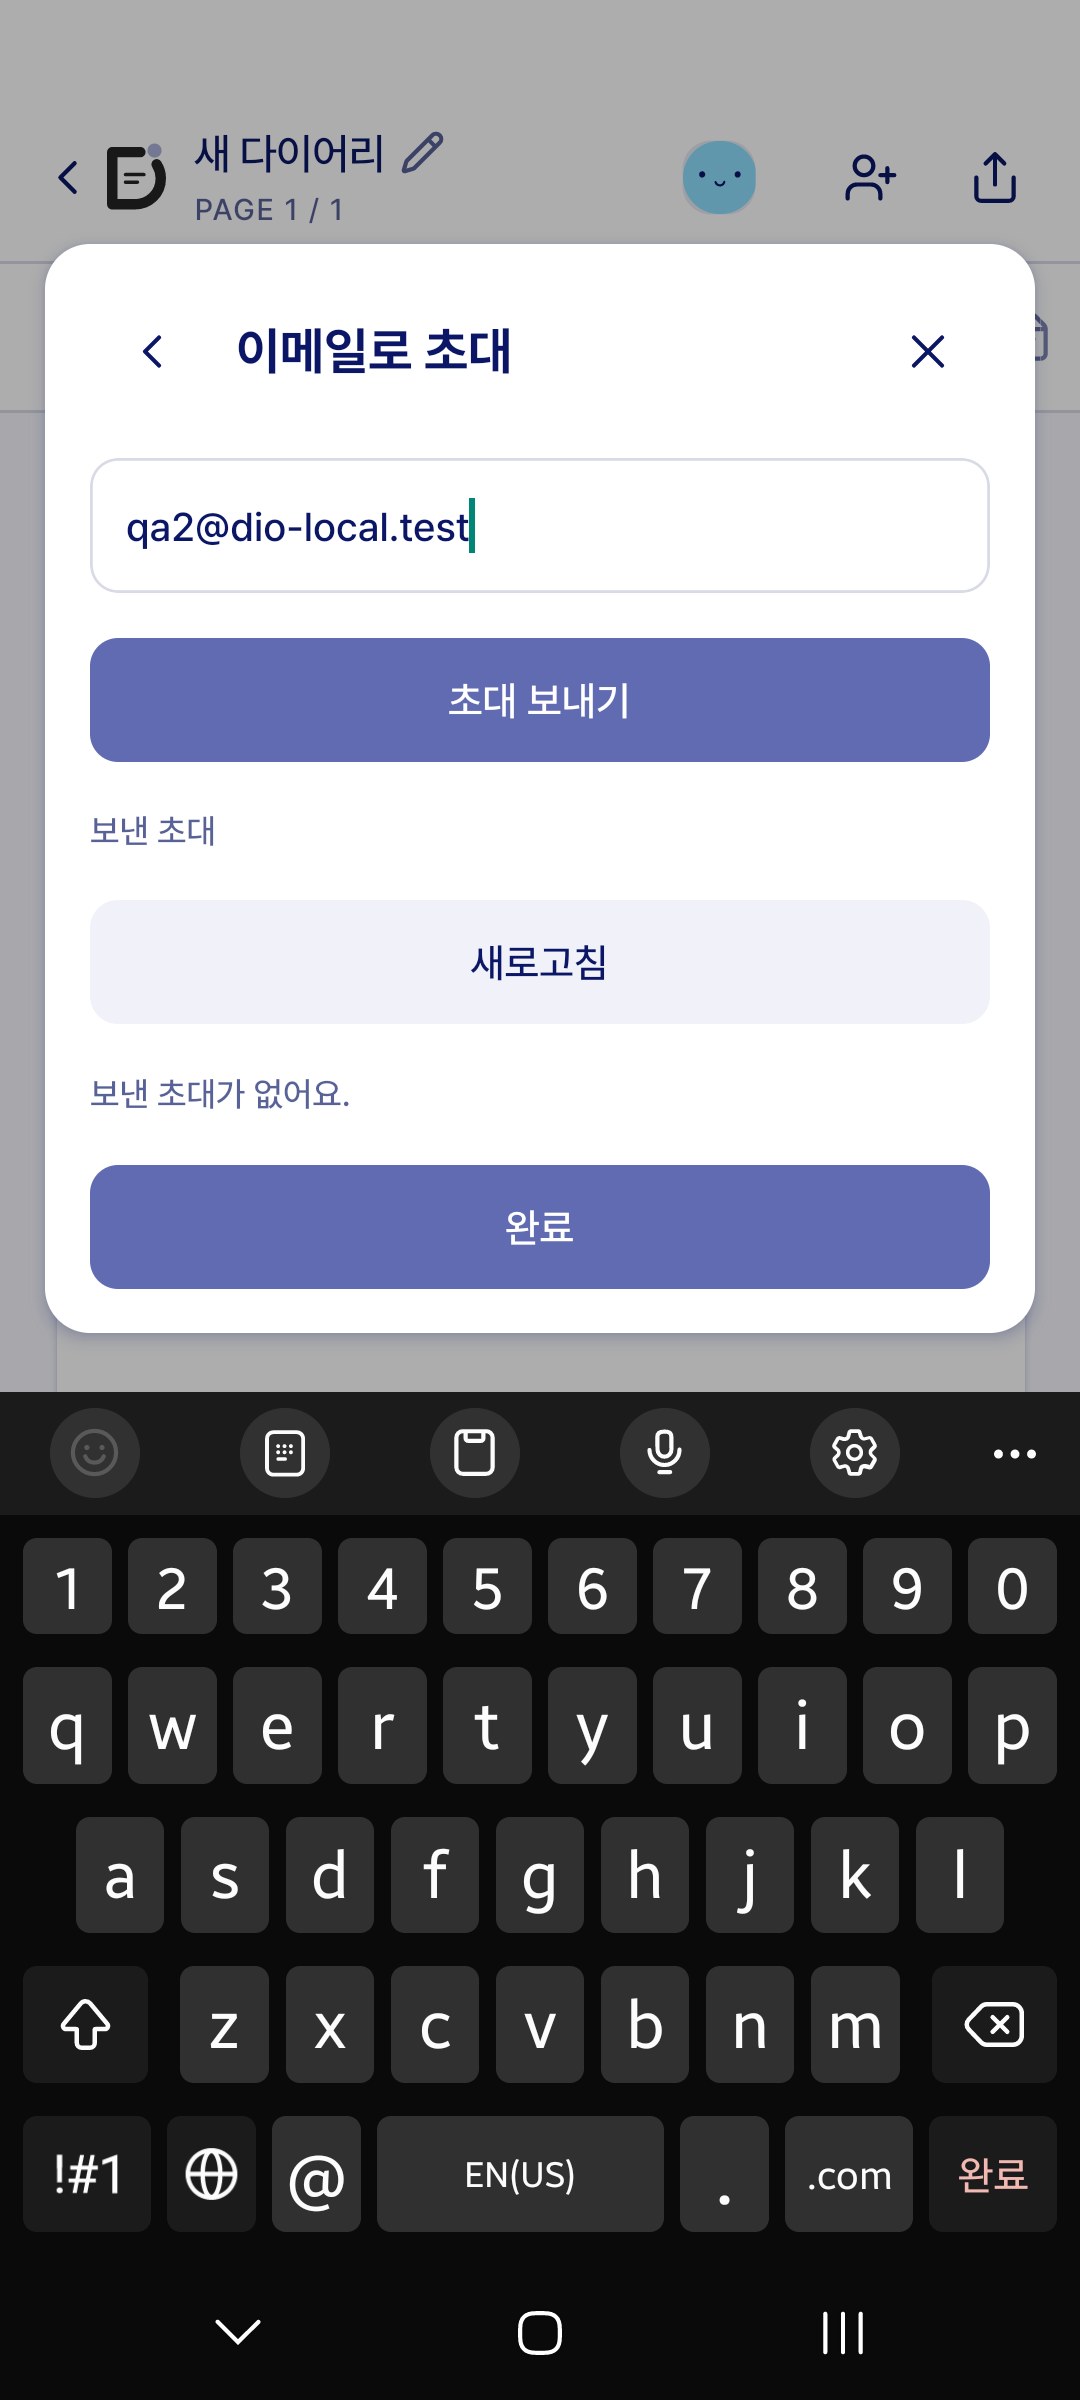 새 다이어리
PAGE 1 / 1
이메일로 초대
qa2@dio-local.test
초대 보내기
보낸 초대
새로고침
보낸 초대가 없어요.
완료
1 2 3 4 5 6 7 8 9 0
q w e r t y u i o p
a s d f g h j k l
z x c v b n m
!#1 @ EN(US) . .com 완료